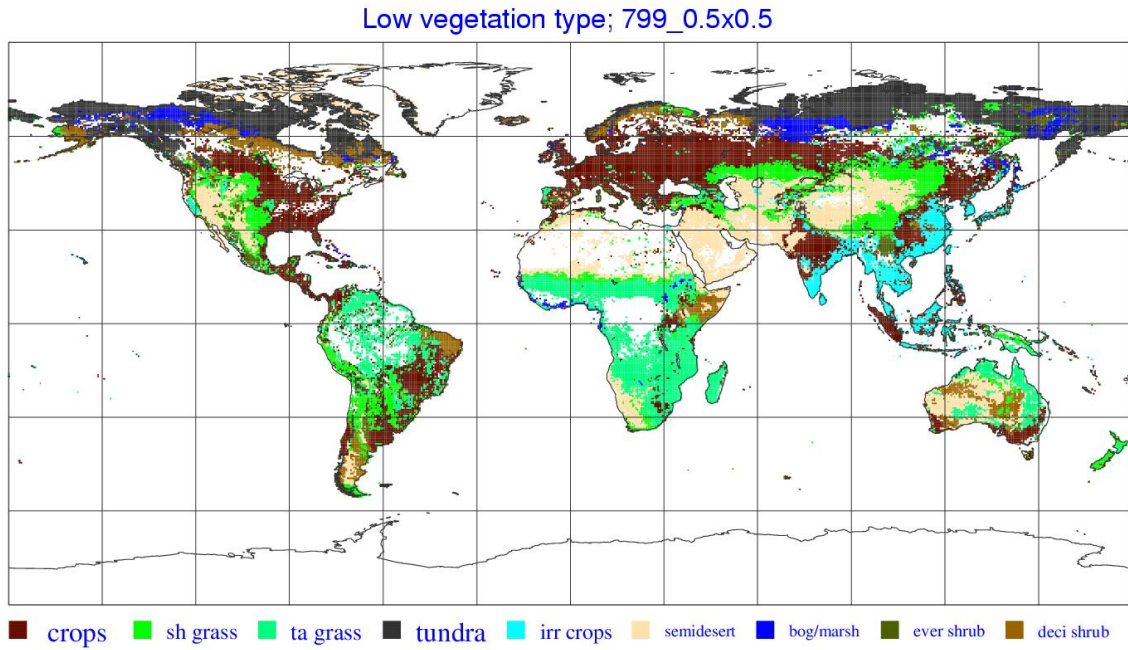 Low vegetation type; 799_0.5x0.5
crops sh grass ta grass tundra irr crops semidesert bog/marsh ever shrub deci shrub